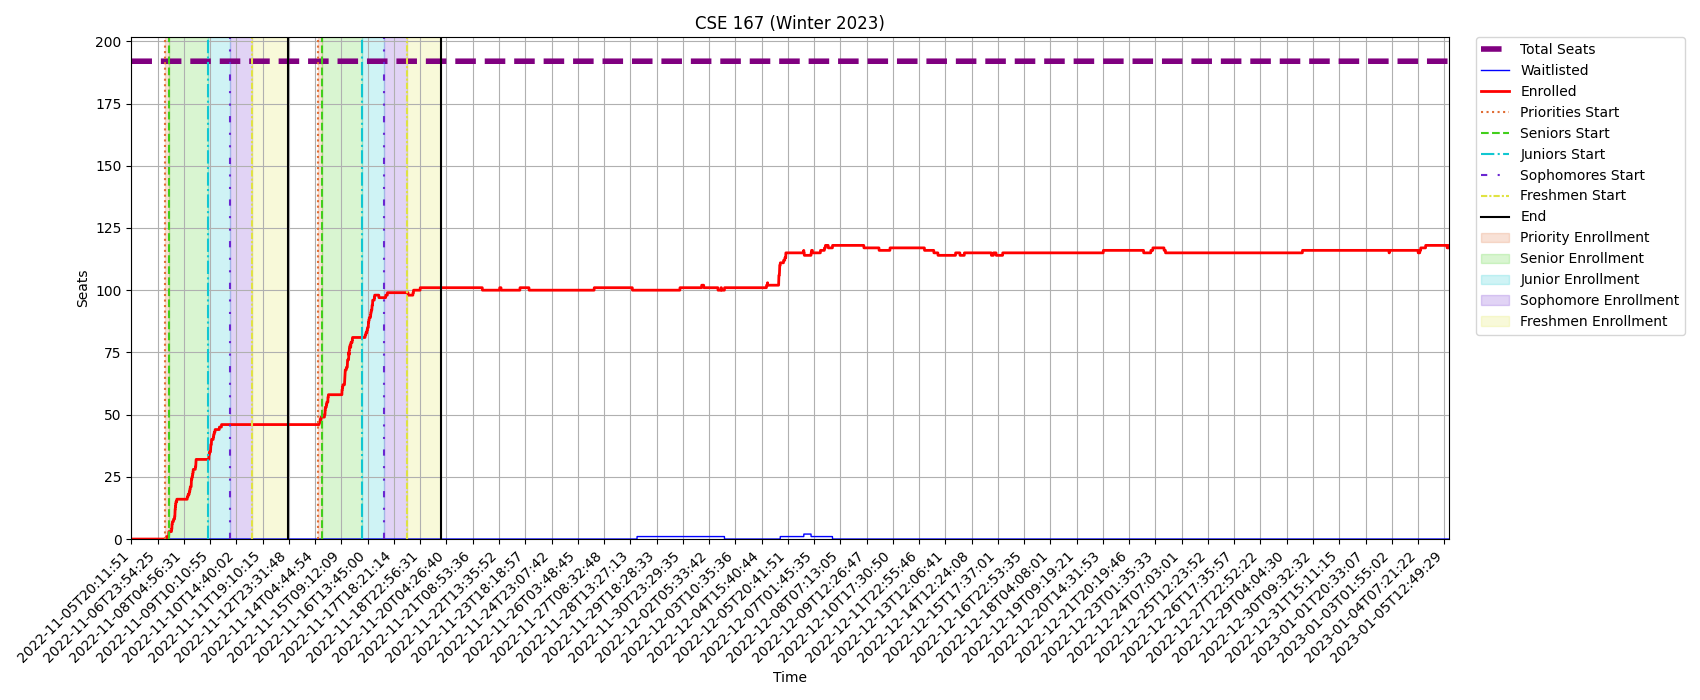 CSE 167 (Winter 2023)
Seats
200
175
150
125
100
75
50
25
0
2022-11-05T20:11:51
2022-11-06T23:54:25
2022-11-08T04:56:31
2022-11-09T10:10:55
2022-11-10T14:40:02
2022-11-11T19:10:15
2022-11-12T23:31:48
2022-11-14T04:44:54
2022-11-15T09:12:09
2022-11-16T13:45:00
2022-11-17T18:21:14
2022-11-18T22:56:31
2022-11-20T04:26:40
2022-11-21T08:53:36
2022-11-22T13:35:52
2022-11-23T18:18:57
2022-11-24T23:07:42
2022-11-26T03:48:45
2022-11-27T08:32:48
2022-11-28T13:27:13
2022-11-29T18:28:33
2022-11-30T23:29:35
2022-12-02T05:33:42
2022-12-03T10:35:36
2022-12-04T15:40:44
2022-12-05T20:41:51
2022-12-07T01:45:35
2022-12-08T07:13:05
2022-12-09T12:26:47
2022-12-10T17:30:50
2022-12-11T22:55:46
2022-12-13T12:06:41
2022-12-14T12:24:08
2022-12-15T17:37:01
2022-12-16T22:53:35
2022-12-18T04:08:01
2022-12-19T09:19:21
2022-12-20T14:31:53
2022-12-21T20:19:46
2022-12-23T01:35:33
2022-12-24T07:03:01
2022-12-25T12:23:52
2022-12-26T17:35:57
2022-12-27T22:52:22
2022-12-29T04:04:30
2022-12-30T09:32:32
2022-12-31T15:11:15
2023-01-01T20:33:07
2023-01-03T01:55:02
2023-01-04T07:21:22
2023-01-05T12:49:29
Time
Total Seats
Waitlisted
Enrolled
Priorities Start
Seniors Start
Juniors Start
Sophomores Start
Freshmen Start
End
Priority Enrollment
Senior Enrollment
Junior Enrollment
Sophomore Enrollment
Freshmen Enrollment